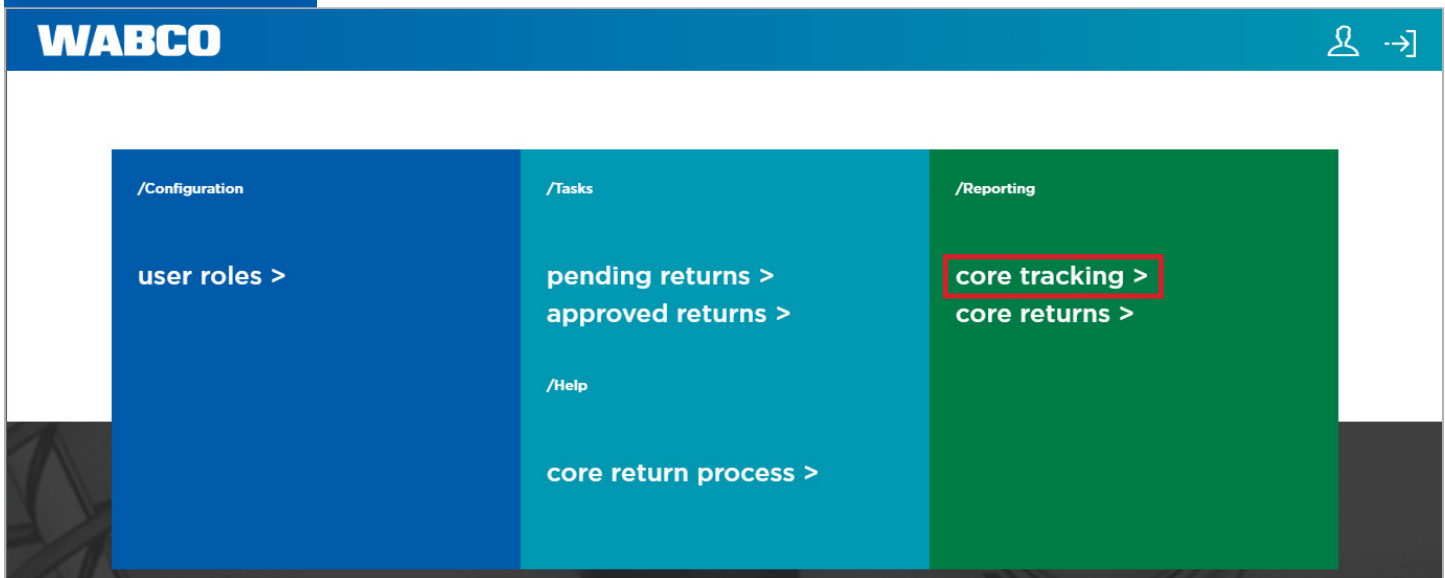 WABCO
/Configuration
user roles >
/Tasks
pending returns >
approved returns >
/Help
core return process >
/Reporting
core tracking >
core returns >